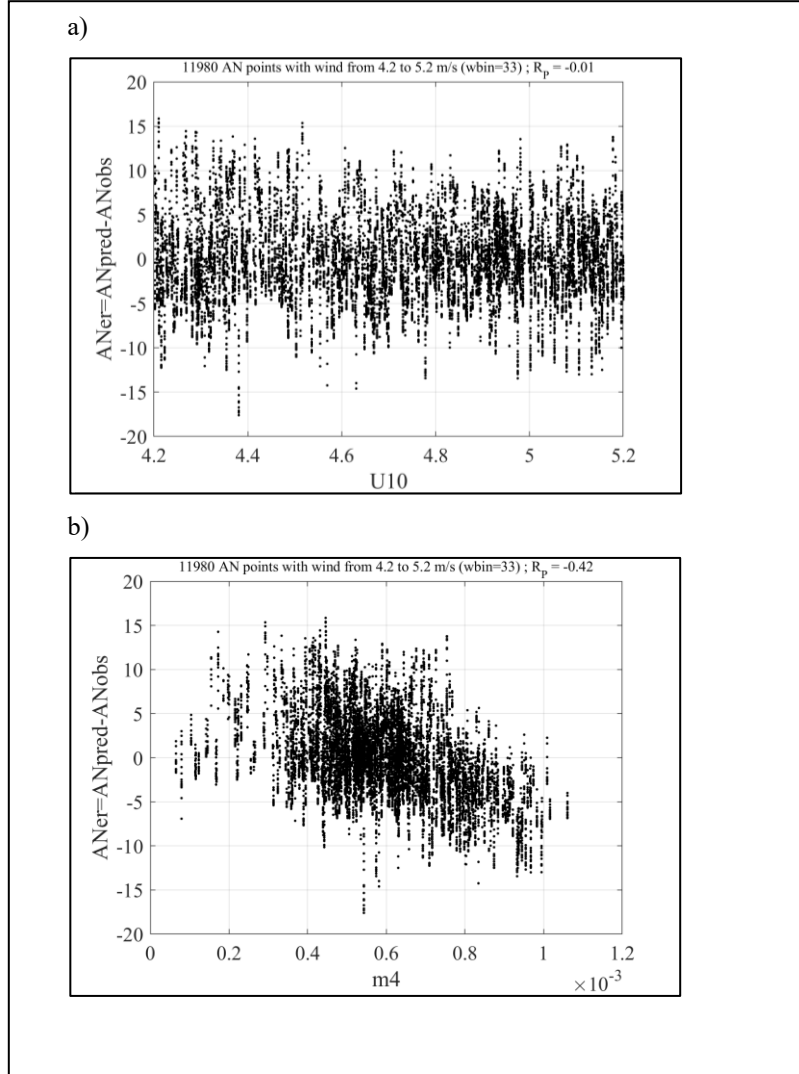 a)
11980 AN points with wind from 4.2 to 5.2 m/s (wbin=33) ; R_P = -0.01
20
15
10
5
0
-5
-10
-15
-20
ANer=ANpred-ANobs
4.2 4.4 4.6 4.8 5 5.2
U10
b)
11980 AN points with wind from 4.2 to 5.2 m/s (wbin=33) ; R_P = -0.42
20
15
10
5
0
-5
-10
-15
-20
ANer=ANpred-ANobs
0 0.2 0.4 0.6 0.8 1 1.2
m4
×10⁻³